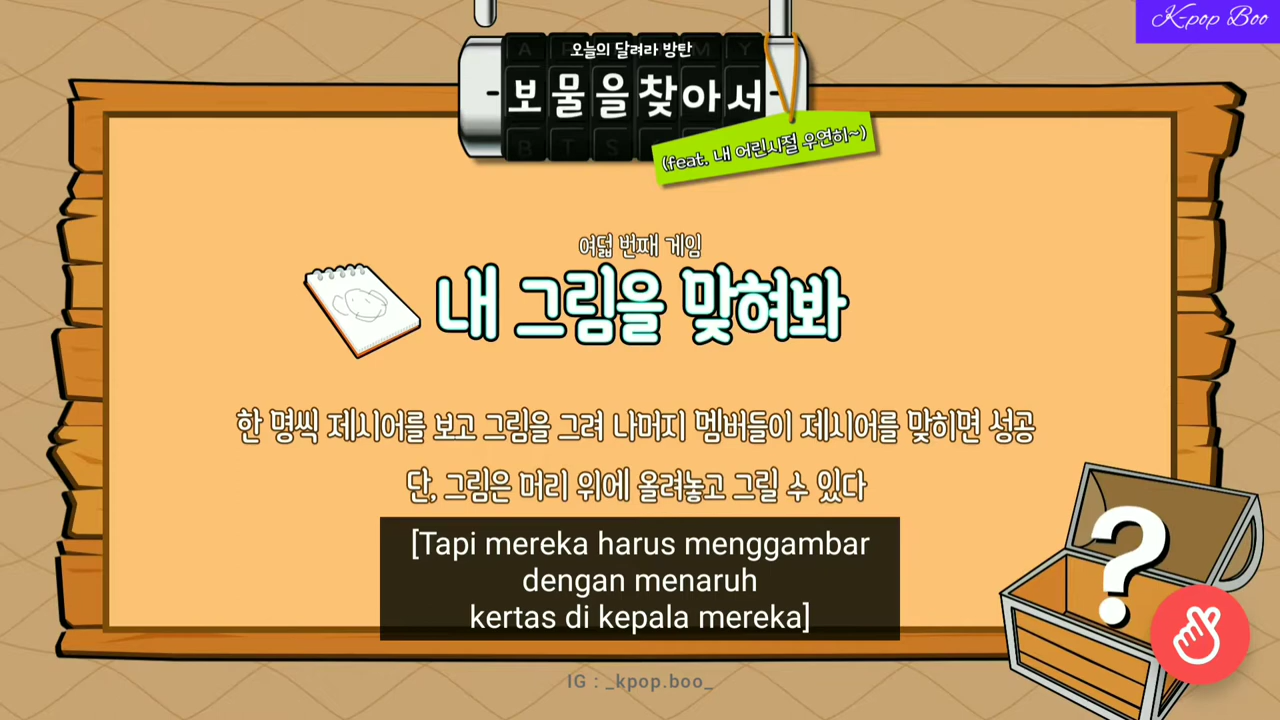 K-pop Boo
오늘의 달려라 방탄
보물을찾아서
(feat. 내 어린시절 우연히~)
여덟 번째 게임
내 그림을 맞혀봐
한 명씩 제시어를 보고 그림을 그려 나머지 멤버들이 제시어를 맞히면 성공
단, 그림은 머리 위에 올려놓고 그릴 수 있다
[Tapi mereka harus menggambar
dengan menaruh
kertas di kepala mereka]
?
IG : _kpop.boo_